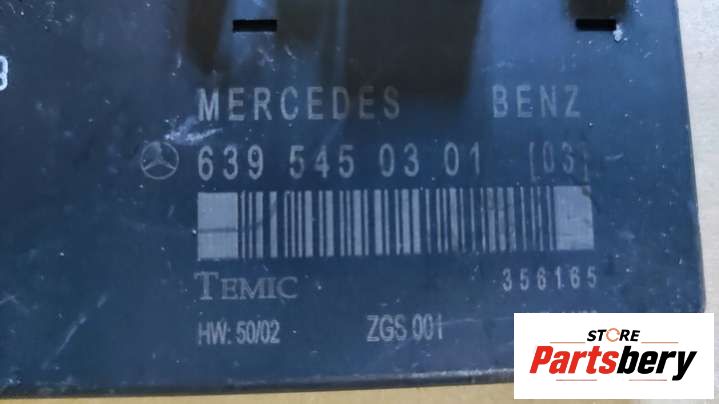 MERCEDES BENZ
639 545 03 01 [03]
TEMIC 356165
HW: 50/02 ZGS 001
STORE
Partsbery